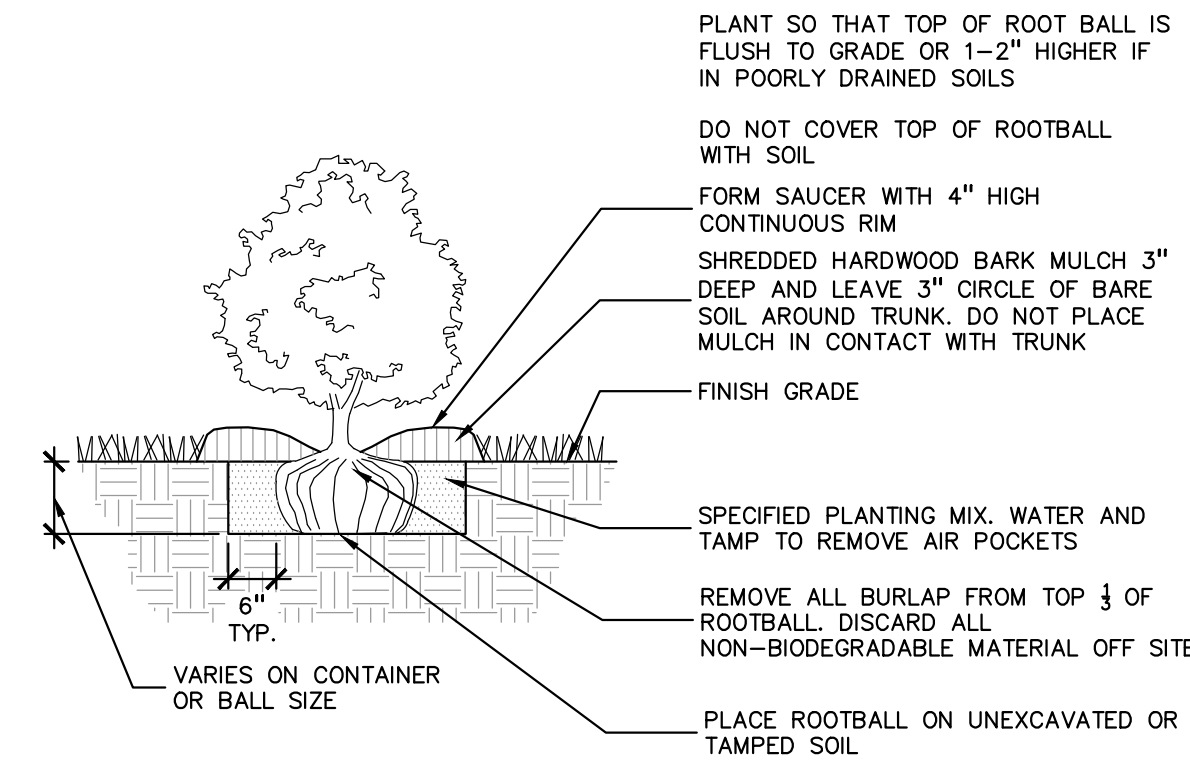 PLANT SO THAT TOP OF ROOT BALL IS
FLUSH TO GRADE OR 1-2" HIGHER IF
IN POORLY DRAINED SOILS
DO NOT COVER TOP OF ROOTBALL
WITH SOIL
FORM SAUCER WITH 4" HIGH
CONTINUOUS RIM
SHREDDED HARDWOOD BARK MULCH 3"
DEEP AND LEAVE 3" CIRCLE OF BARE
SOIL AROUND TRUNK. DO NOT PLACE
MULCH IN CONTACT WITH TRUNK
FINISH GRADE
SPECIFIED PLANTING MIX. WATER AND
TAMP TO REMOVE AIR POCKETS
REMOVE ALL BURLAP FROM TOP 1/3 OF
ROOTBALL. DISCARD ALL
NON-BIODEGRADABLE MATERIAL OFF SITE
PLACE ROOTBALL ON UNEXCAVATED OR
TAMPED SOIL
6"
TYP.
VARIES ON CONTAINER
OR BALL SIZE